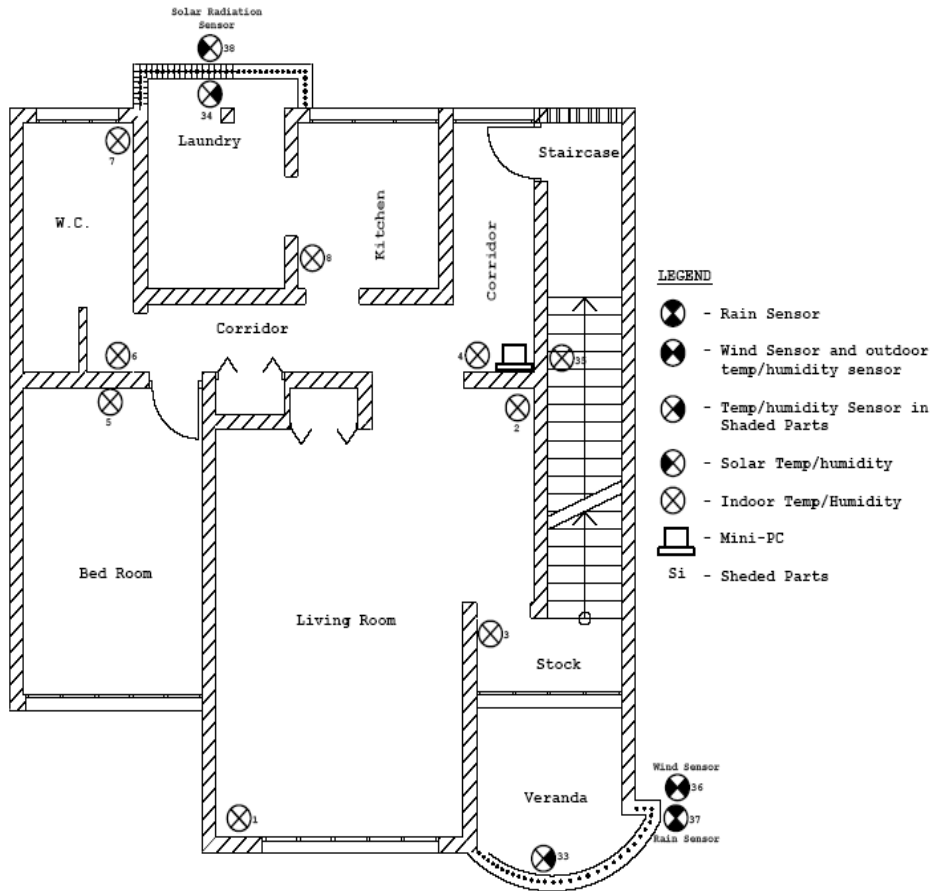 Solar Radiation
Sensor
38
34
Laundry
7
Staircase
W.C.
Kitchen
Corridor
8
Corridor
6
4
35
5
2
LEGEND
- Rain Sensor
- Wind Sensor and outdoor
temp/humidity sensor
- Temp/humidity Sensor in
Shaded Parts
- Solar Temp/humidity
- Indoor Temp/Humidity
- Mini-PC
Si - Sheded Parts
Bed Room
Living Room
3
Stock
Wind Sensor
36
Veranda
1
37
Rain Sensor
33